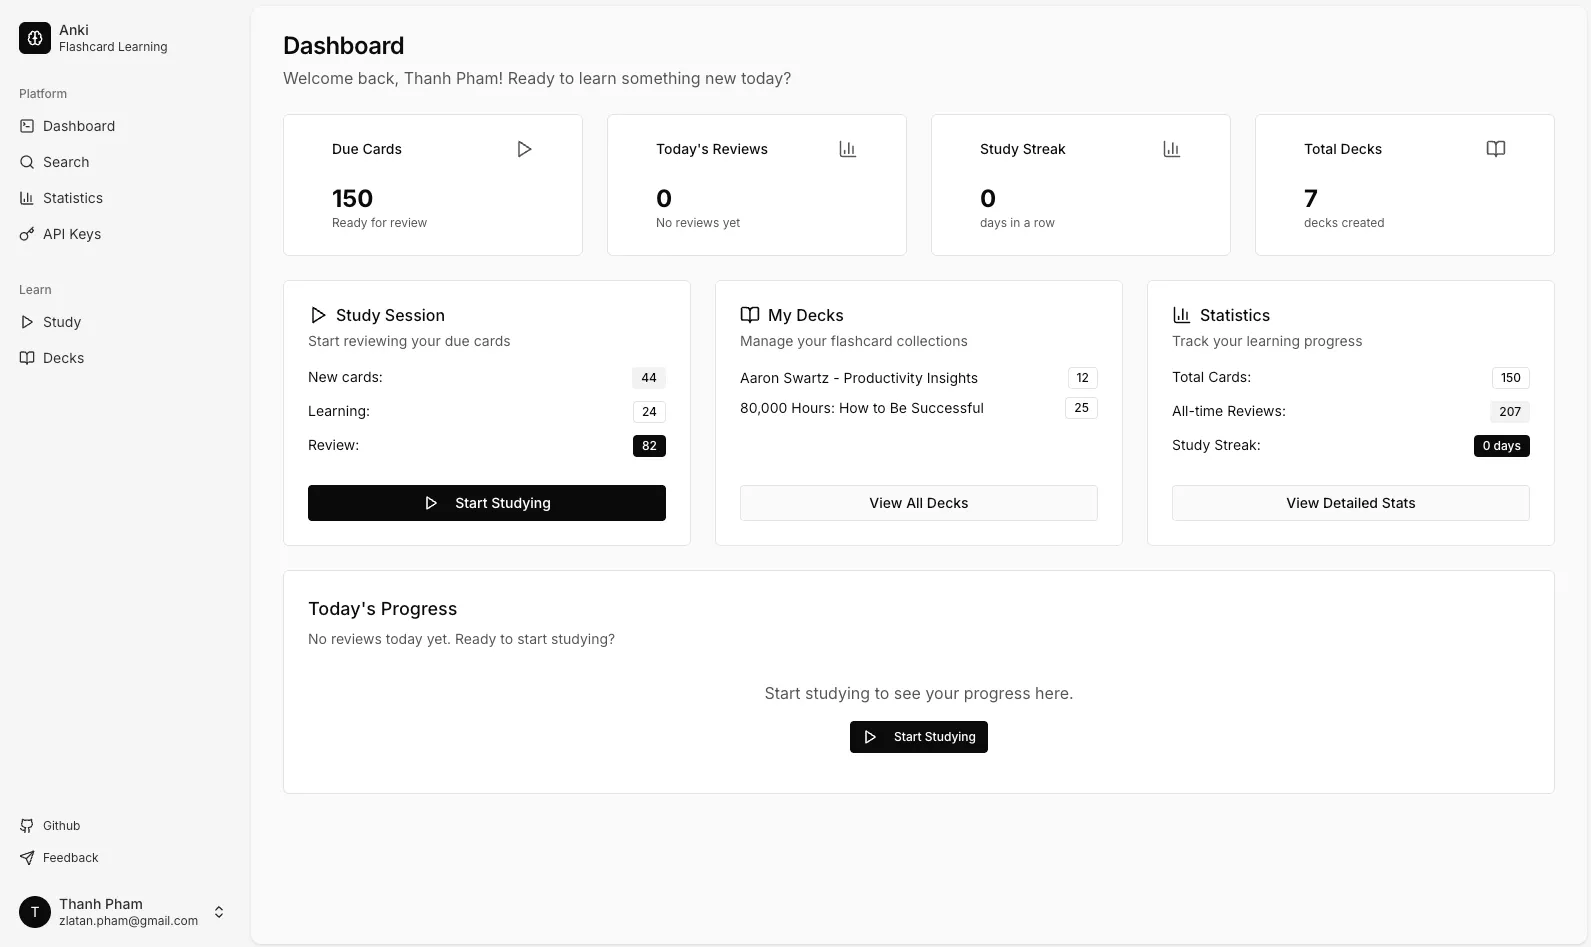 Anki
Flashcard Learning
Platform
Dashboard
Search
Statistics
API Keys
Learn
Study
Decks
Github
Feedback
T
Thanh Pham
zlatan.pham@gmail.com
Dashboard
Welcome back, Thanh Pham! Ready to learn something new today?
Due Cards
150
Ready for review
Today's Reviews
0
No reviews yet
Study Streak
0
days in a row
Total Decks
7
decks created
Study Session
Start reviewing your due cards
New cards: 44
Learning: 24
Review: 82
Start Studying
My Decks
Manage your flashcard collections
Aaron Swartz - Productivity Insights 12
80,000 Hours: How to Be Successful 25
View All Decks
Statistics
Track your learning progress
Total Cards: 150
All-time Reviews: 207
Study Streak: 0 days
View Detailed Stats
Today's Progress
No reviews today yet. Ready to start studying?
Start studying to see your progress here.
Start Studying